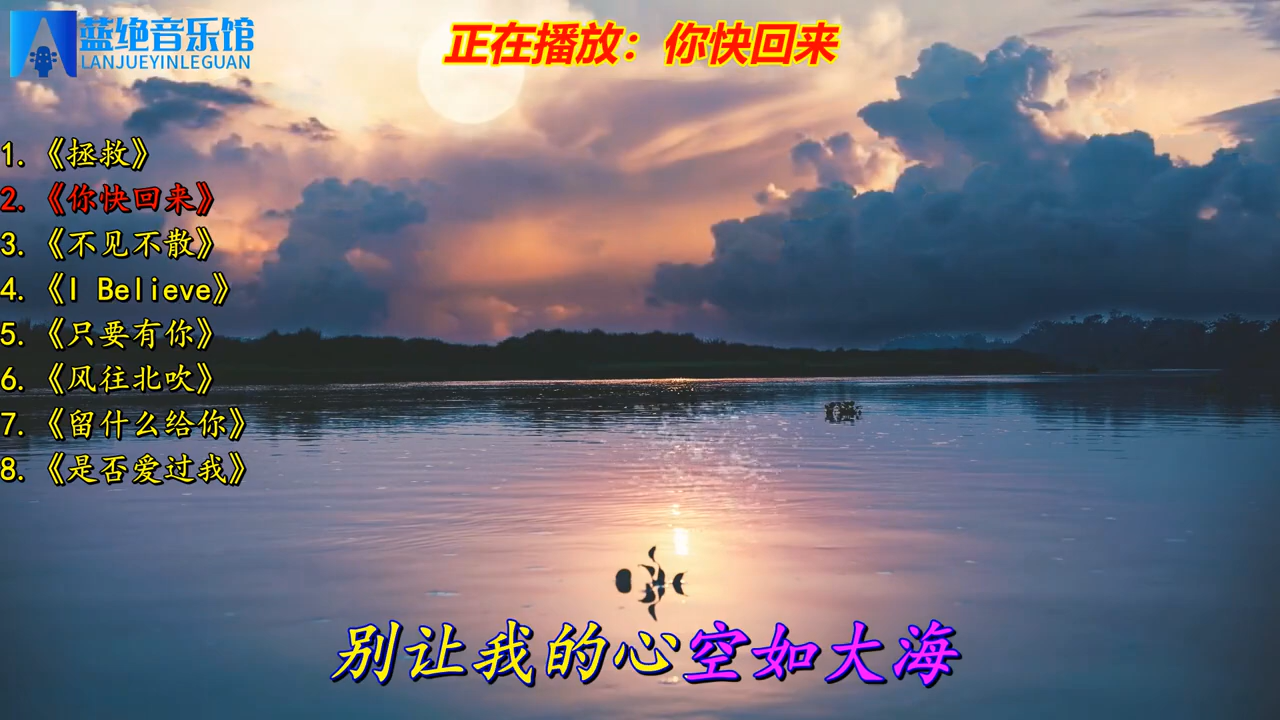 蓝绝音乐馆
LANJUEYINLEGUAN
正在播放：你快回来
1.《拯救》
2.《你快回来》
3.《不见不散》
4.《I Believe》
5.《只要有你》
6.《风往北吹》
7.《留什么给你》
8.《是否爱过我》
别让我的心空如大海